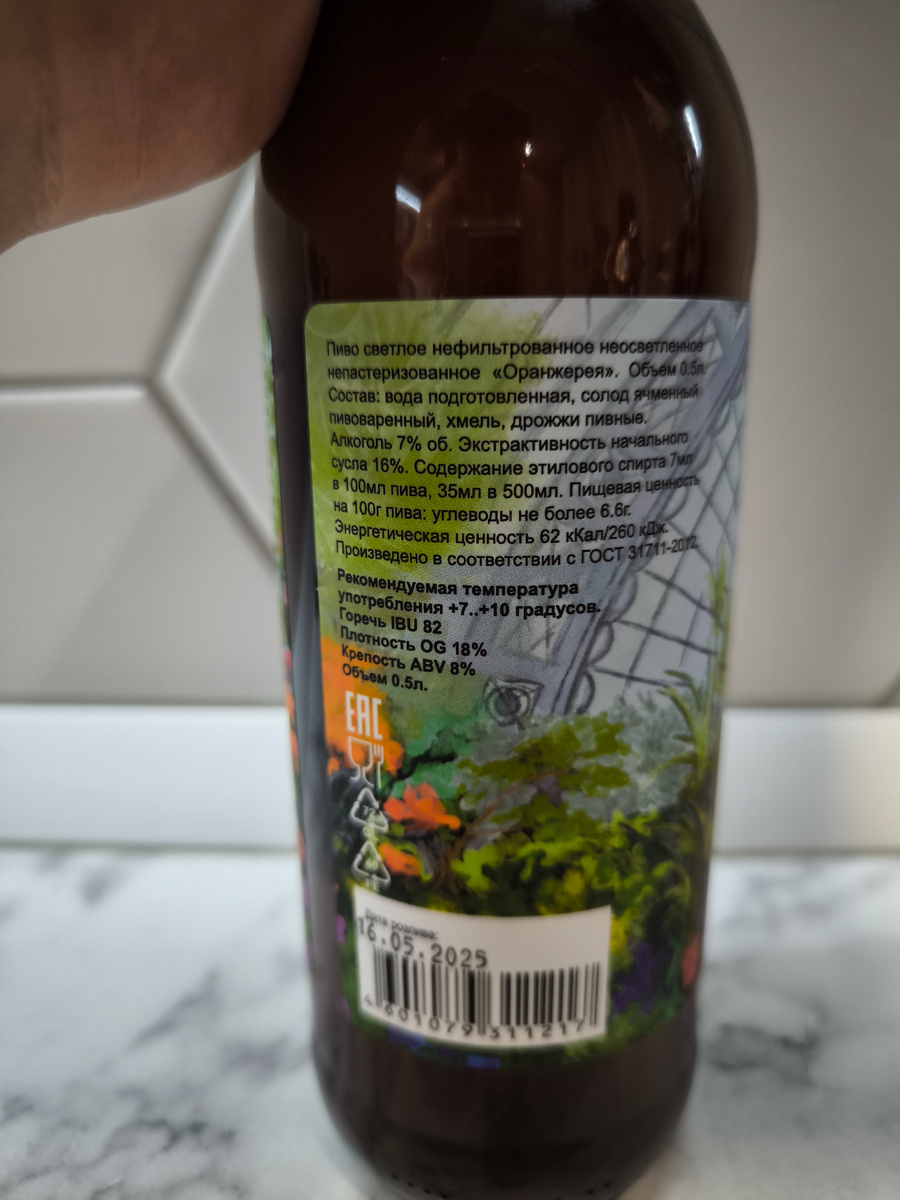 Пиво светлое нефильтрованное неосветленное
непастеризованное «Оранжерея». Объем 0.5л.
Состав: вода подготовленная, солод ячменный
пивоваренный, хмель, дрожжи пивные.
Алкоголь 7% об. Экстрактивность начального
сусла 16%. Содержание этилового спирта 7мл
в 100мл пива, 35мл в 500мл. Пищевая ценность
на 100г пива: углеводы не более 6.6г.
Энергетическая ценность 62 кКал/260 кДж.
Произведено в соответствии с ГОСТ 31711-2012
Рекомендуемая температура
употребления +7..+10 градусов.
Горечь IBU 82
Плотность OG 18%
Крепость ABV 8%
Объем 0.5л.
EAC
Дата розлива:
16.05.2025
4 601079 311217